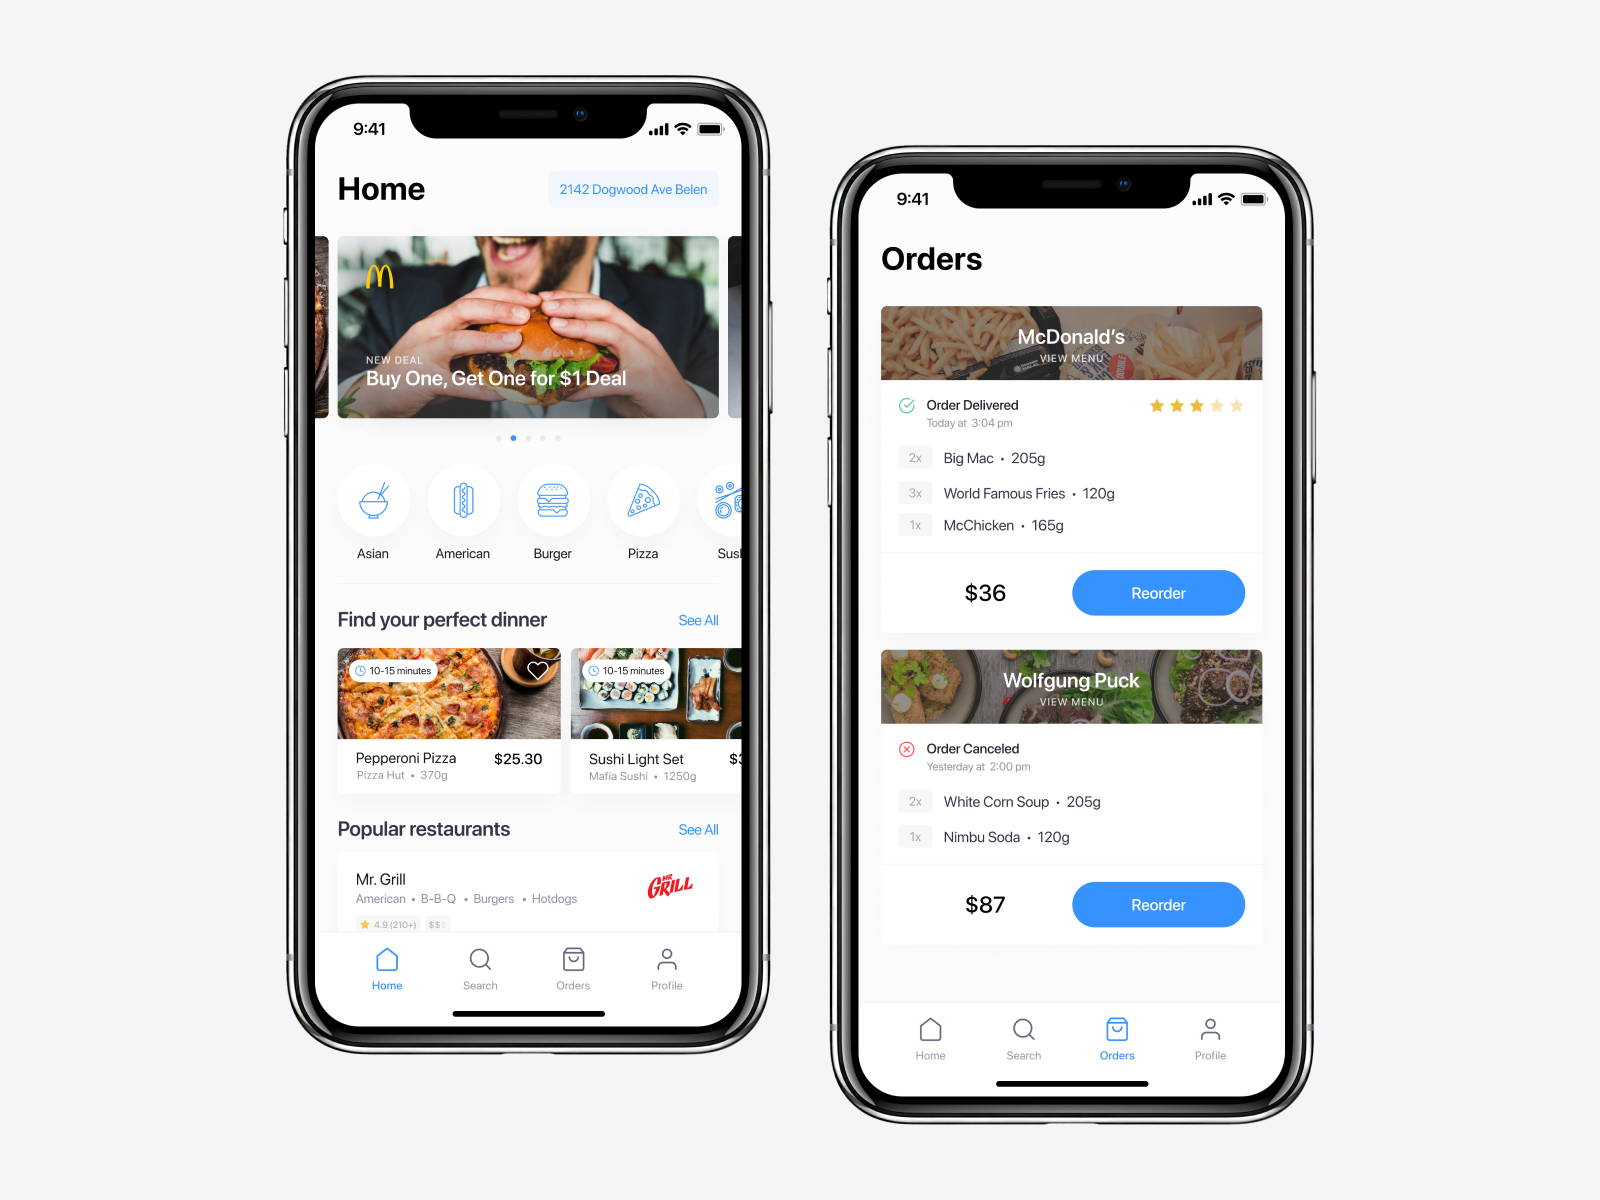 9:41
Home
2142 Dogwood Ave Belen
NEW DEAL
Buy One, Get One for $1 Deal
Asian
American
Burger
Pizza
Find your perfect dinner
See All
10-15 minutes
10-15 minutes
Pepperoni Pizza
$25.30
Pizza Hut • 370g
Sushi Light Set
Mafia Sushi • 1250g
Popular restaurants
See All
Mr. Grill
American • B-B-Q • Burgers • Hotdogs
MR
GRILL
4.9 (210+)
$$
Home
Search
Orders
Profile
9:41
Orders
McDonald's
VIEW MENU
Order Delivered
Today at 3:04 pm
2x Big Mac • 205g
3x World Famous Fries • 120g
1x McChicken • 165g
$36
Reorder
Wolfgung Puck
VIEW MENU
Order Canceled
Yesterday at 2:00 pm
2x White Corn Soup • 205g
1x Nimbu Soda • 120g
$87
Reorder
Home
Search
Orders
Profile